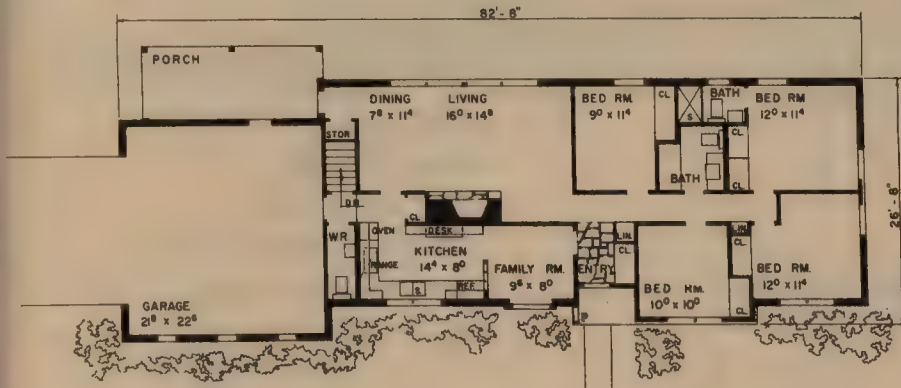 82'-8"
PORCH
DINING
7⁸ x 11⁴
LIVING
16⁰ x 14⁸
BED RM.
9⁰ x 11⁴
CL
S
BATH
BED RM
12⁰ x 11⁴
STOR
CL
CL
BATH
26'-8"
DN
CL
WR
OVEN
DESK
RANGE
KITCHEN
14⁴ x 8⁰
S
REF.
FAMILY RM.
9⁶ x 8⁰
ENTRY
LIN.
CL
LIN
CL
BED RM.
10⁰ x 10⁰
CL
BED RM.
12⁰ x 11⁴
GARAGE
21⁸ x 22⁶
P